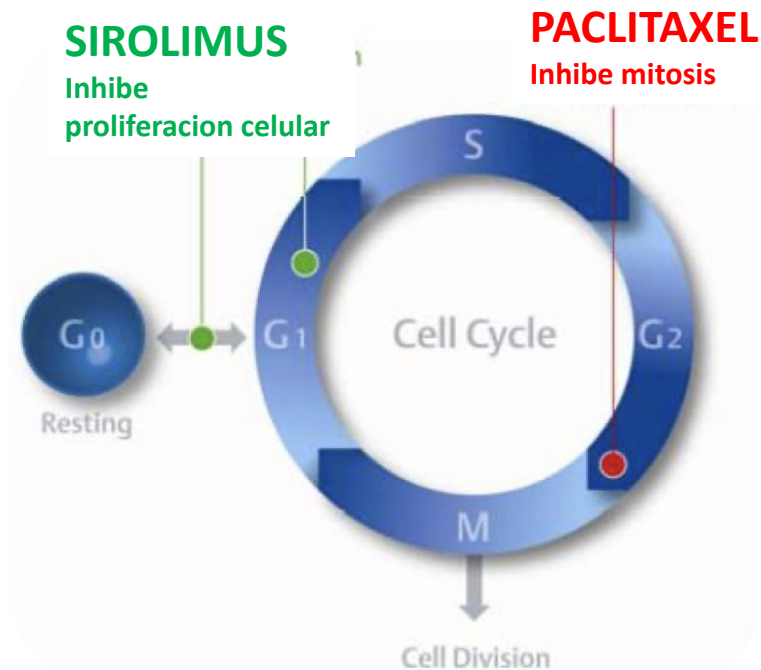 SIROLIMUS
Inhibe
proliferacion celular
PACLITAXEL
Inhibe mitosis
S
G0
G1
Cell Cycle
G2
Resting
M
Cell Division